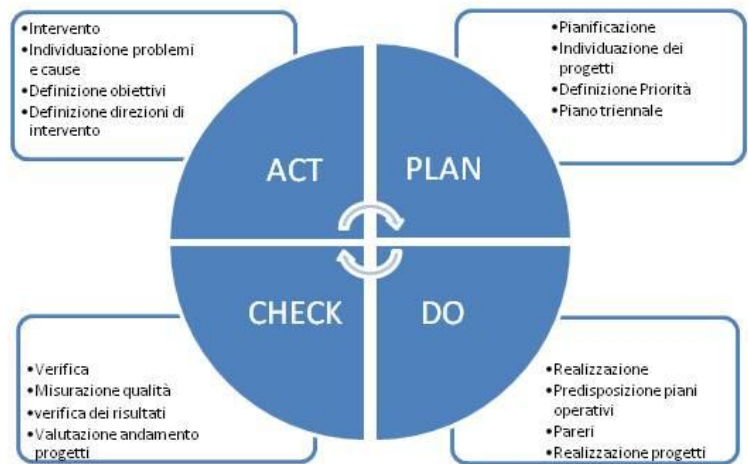 •Intervento
•Individuazione problemi
e cause
•Definizione obiettivi
•Definizione direzioni di
intervento
•Pianificazione
•Individuazione dei
progetti
•Definizione Priorità
•Piano triennale
ACT
PLAN
CHECK
DO
•Verifica
•Misurazione qualità
•verifica dei risultati
•Valutazione andamento
progetti
•Realizzazione
•Predisposizione piani
operativi
•Pareri
•Realizzazione progetti